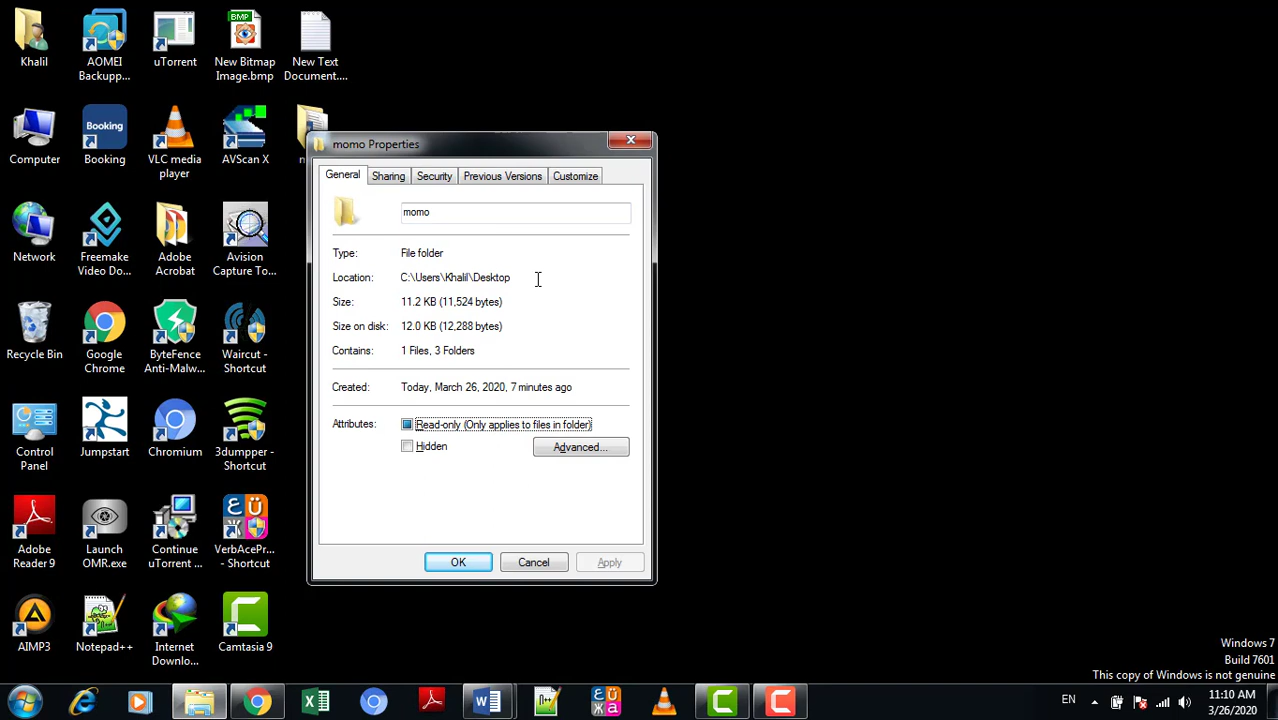 Khalil
AOMEI
Backupp...
uTorrent
BMP
New Bitmap
Image.bmp
New Text
Document....
Computer
Booking
Booking
VLC media
player
AVScan X
Network
Freemake
Video Do...
Adobe
Acrobat
Avision
Capture To...
Recycle Bin
Google
Chrome
ByteFence
Anti-Malw...
Waircut -
Shortcut
Control
Panel
Jumpstart
Chromium
3dumpper -
Shortcut
Adobe
Reader 9
Launch
OMR.exe
Continue
uTorrent ...
VerbAcePr...
- Shortcut
AIMP3
Notepad++
Internet
Downlo...
Camtasia 9
momo Properties
General
Sharing
Security
Previous Versions
Customize
momo
Type: File folder
Location: C:\Users\Khalil\Desktop
Size: 11.2 KB (11,524 bytes)
Size on disk: 12.0 KB (12,288 bytes)
Contains: 1 Files, 3 Folders
Created: Today, March 26, 2020, 7 minutes ago
Attributes: Read-only (Only applies to files in folder)
Hidden
Advanced...
OK
Cancel
Apply
Windows 7
Build 7601
This copy of Windows is not genuine
EN
11:10 AM
3/26/2020